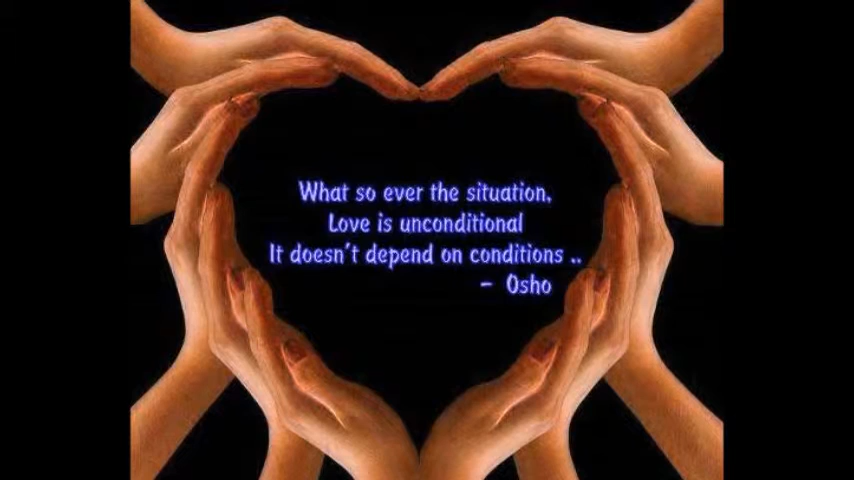 What so ever the situation,
Love is unconditional
It doesn't depend on conditions ..
- Osho